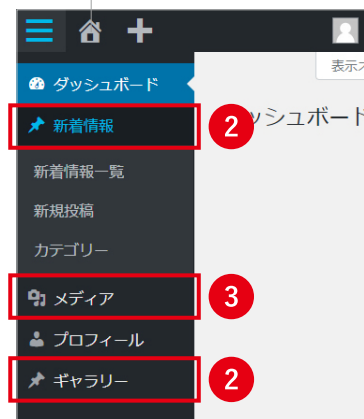 表示
ダッシュボード
ッシュボード
新着情報
2
新着情報一覧
新規投稿
カテゴリー
メディア
3
プロフィール
ギャラリー
2